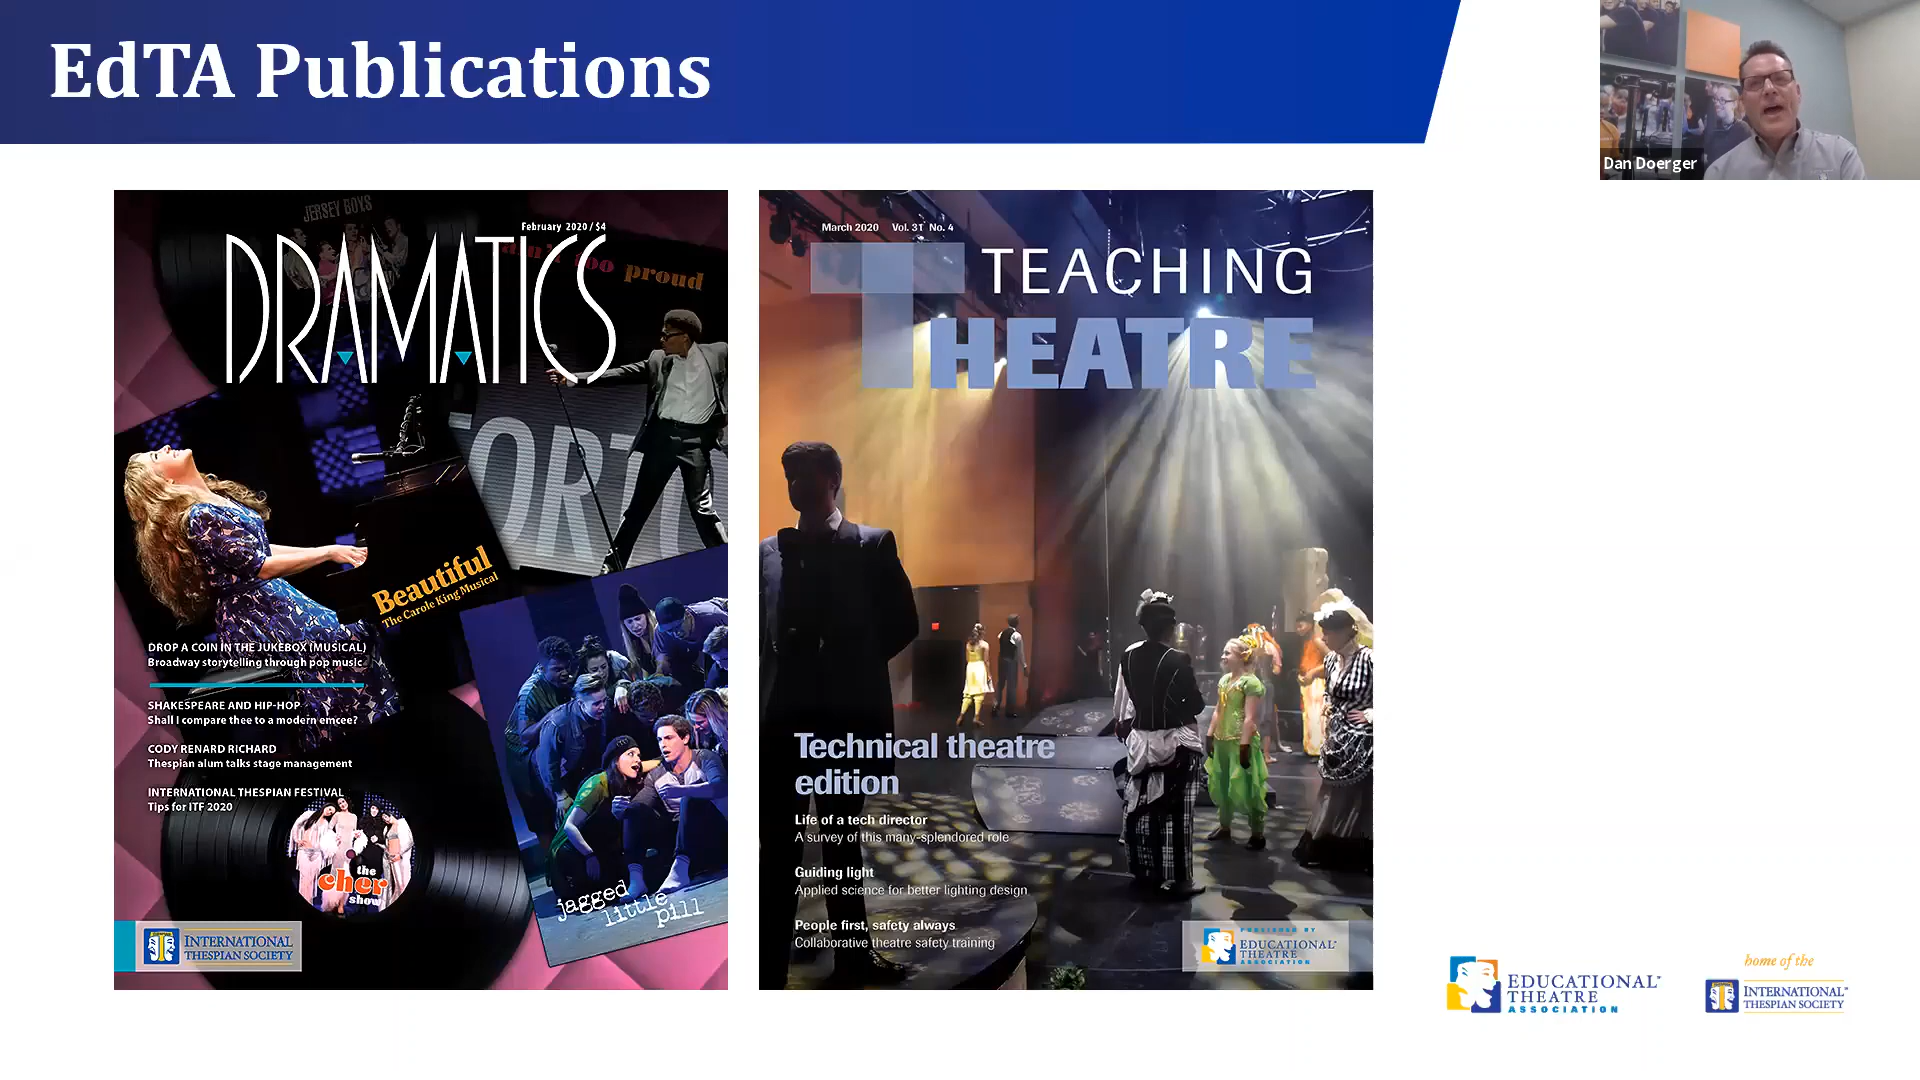 EdTA Publications
Dan Doerger
JERSEY BOYS
February 2020 / $4
DRAMATICS
ain't too proud
Beautiful
The Carole King Musical
DROP A COIN IN THE JUKEBOX (MUSICAL)
Broadway storytelling through pop music
SHAKESPEARE AND HIP-HOP
Shall I compare thee to a modern emcee?
CODY RENARD RICHARD
Thespian alum talks stage management
INTERNATIONAL THESPIAN FESTIVAL
Tips for ITF 2020
the
cher
show
jagged
little
pill
INTERNATIONAL
THESPIAN SOCIETY
March 2020 Vol. 31 No. 4
TEACHING
THEATRE
Technical theatre
edition
Life of a tech director
A survey of this many-splendored role
Guiding light
Applied science for better lighting design
People first, safety always
Collaborative theatre safety training
PUBLISHED BY
EDUCATIONAL
THEATRE
ASSOCIATION
EDUCATIONAL
THEATRE
ASSOCIATION
home of the
INTERNATIONAL
THESPIAN SOCIETY